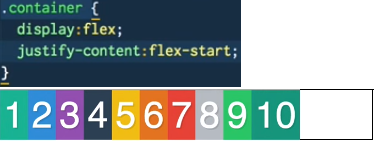 .container {
display:flex;
justify-content:flex-start;
}
1 2 3 4 5 6 7 8 9 10